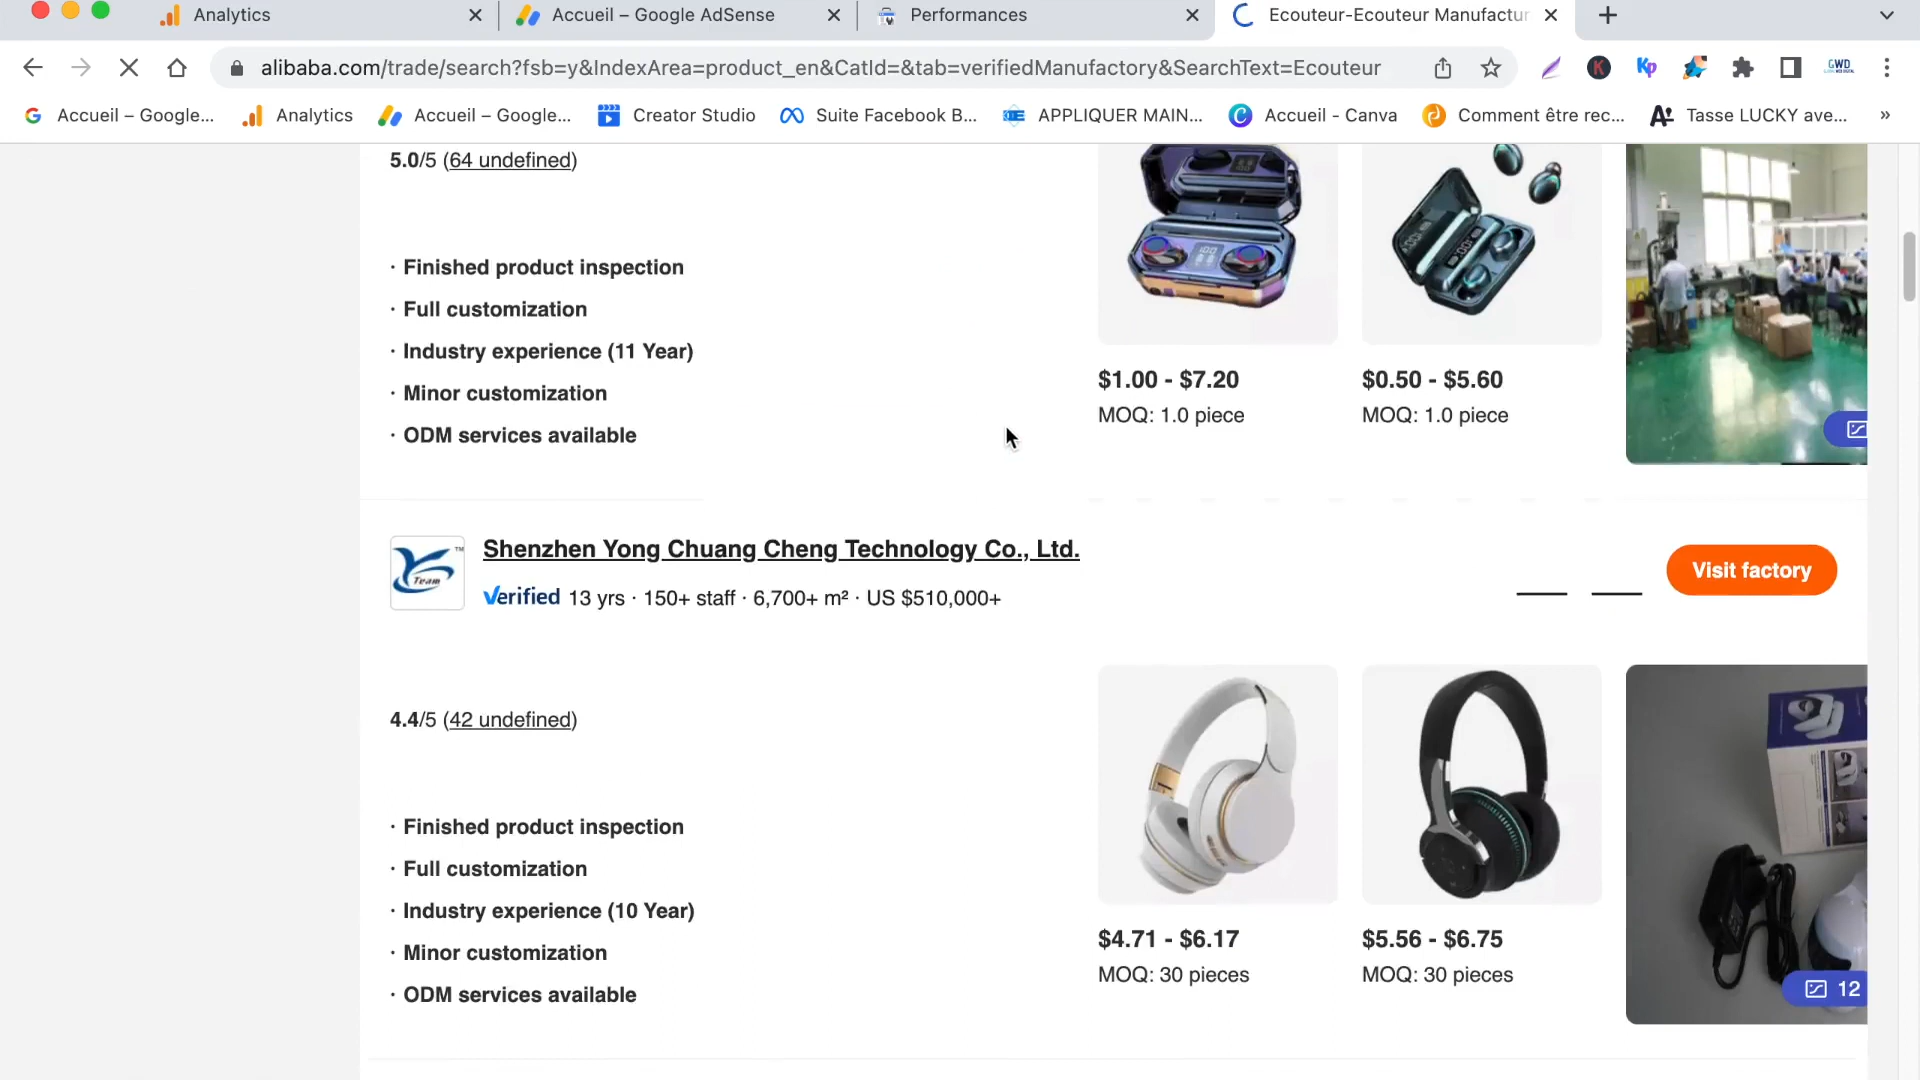 Analytics
Accueil – Google AdSense
Performances
Ecouteur-Ecouteur Manufactur
alibaba.com/trade/search?fsb=y&IndexArea=product_en&CatId=&tab=verifiedManufactory&SearchText=Ecouteur
K
Kp
GWD
Accueil – Google...
Analytics
Accueil – Google...
Creator Studio
Suite Facebook B...
APPLIQUER MAIN...
Accueil - Canva
Comment être rec...
Tasse LUCKY ave...
»
5.0/5 (64 undefined)
· Finished product inspection
· Full customization
· Industry experience (11 Year)
· Minor customization
· ODM services available
$1.00 - $7.20
MOQ: 1.0 piece
$0.50 - $5.60
MOQ: 1.0 piece
Team
Shenzhen Yong Chuang Cheng Technology Co., Ltd.
Verified 13 yrs · 150+ staff · 6,700+ m² · US $510,000+
Visit factory
4.4/5 (42 undefined)
· Finished product inspection
· Full customization
· Industry experience (10 Year)
· Minor customization
· ODM services available
$4.71 - $6.17
MOQ: 30 pieces
$5.56 - $6.75
MOQ: 30 pieces
12